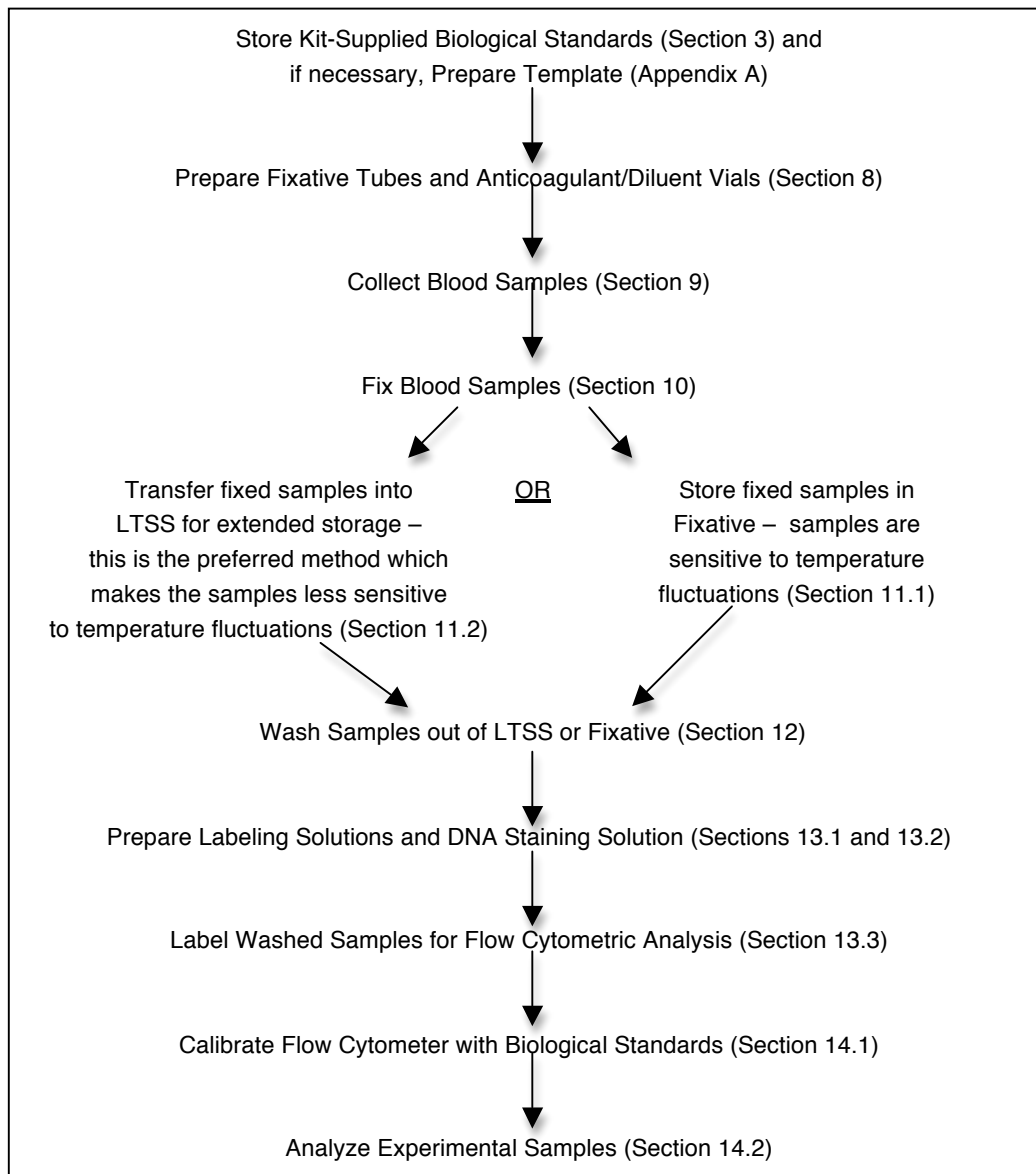 Store Kit-Supplied Biological Standards (Section 3) and
if necessary, Prepare Template (Appendix A)
Prepare Fixative Tubes and Anticoagulant/Diluent Vials (Section 8)
Collect Blood Samples (Section 9)
Fix Blood Samples (Section 10)
Transfer fixed samples into
LTSS for extended storage –
this is the preferred method which
makes the samples less sensitive
to temperature fluctuations (Section 11.2)
OR
Store fixed samples in
Fixative – samples are
sensitive to temperature
fluctuations (Section 11.1)
Wash Samples out of LTSS or Fixative (Section 12)
Prepare Labeling Solutions and DNA Staining Solution (Sections 13.1 and 13.2)
Label Washed Samples for Flow Cytometric Analysis (Section 13.3)
Calibrate Flow Cytometer with Biological Standards (Section 14.1)
Analyze Experimental Samples (Section 14.2)